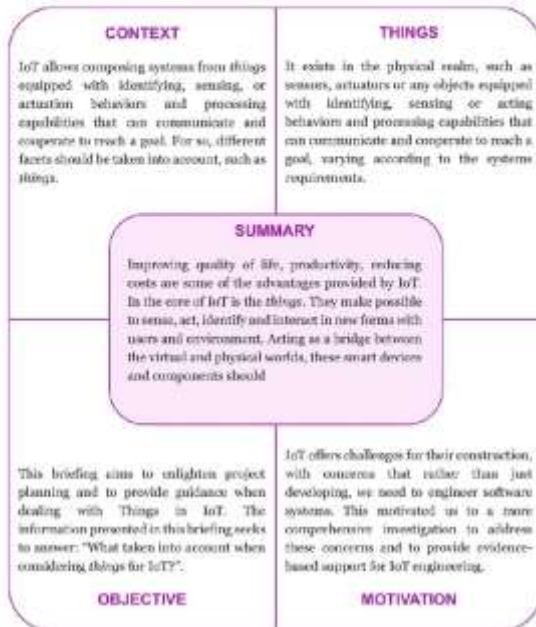 CONTEXT
IoT allows composing systems from things
equipped with identifying, sensing, or
actuation behaviors and processing
capabilities that can communicate and
cooperate to reach a goal. For so, different
facets should be taken into account, such as
things.
THINGS
It exists in the physical realm, such as
sensors, actuators or any objects equipped
with identifying, sensing or acting
behaviors and processing capabilities that
can communicate and cooperate to reach a
goal, varying according to the systems
requirements.
SUMMARY
Improving quality of life, productivity, reducing
costs are some of the advantages provided by IoT.
In the core of IoT is the things. They make possible
to sense, act, identify and interact in new forms with
users and environment. Acting as a bridge between
the virtual and physical worlds, these smart devices
and components should
This briefing aims to enlighten project
planning and to provide guidance when
dealing with Things in IoT. The
information presented in this briefing seeks
to answer: "What taken into account when
considering things for IoT?".
OBJECTIVE
IoT offers challenges for their construction,
with concerns that rather than just
developing, we need to engineer software
systems. This motivated us to a more
comprehensive investigation to address
these concerns and to provide evidence-
based support for IoT engineering.
MOTIVATION